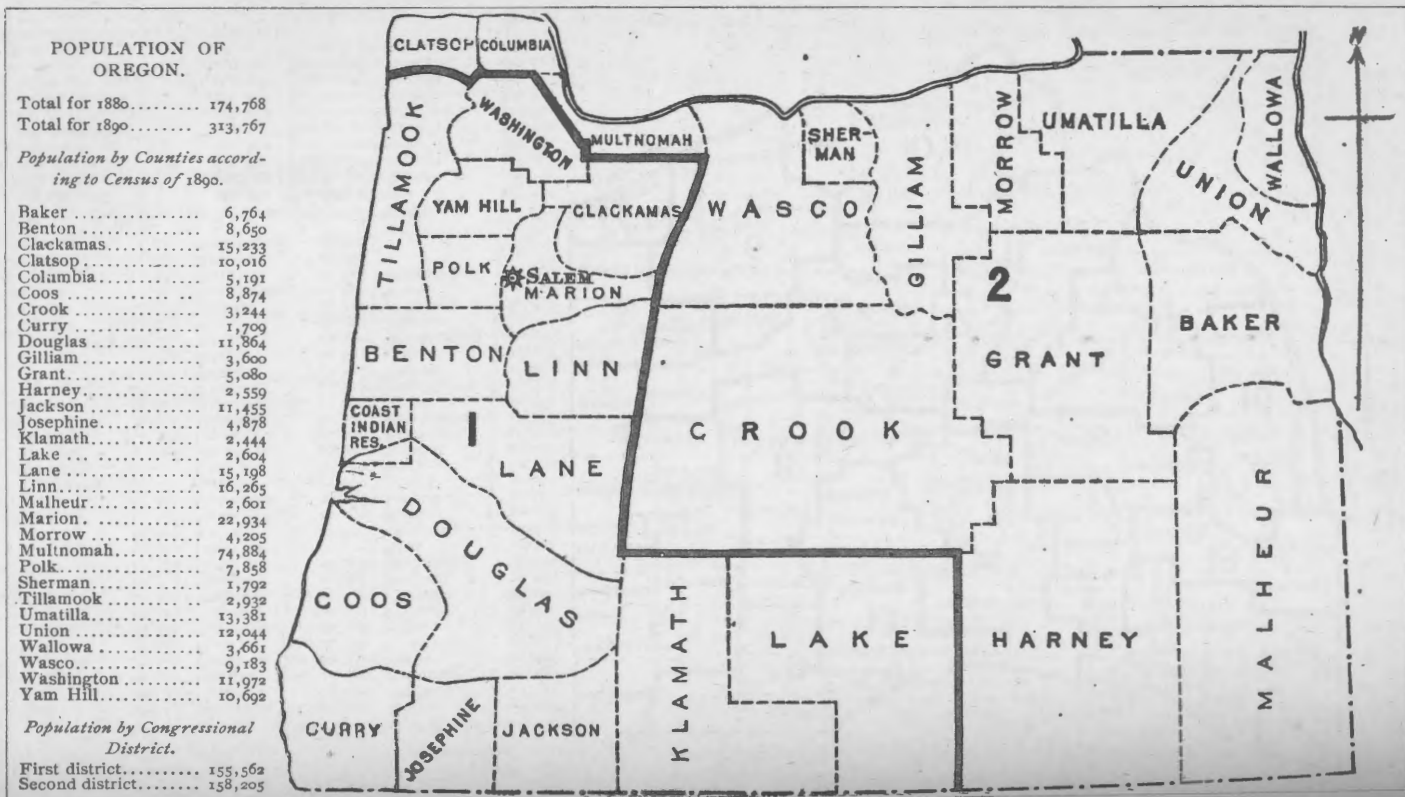 POPULATION OF
OREGON.
Total for 1880........ 174,768
Total for 1890........ 313,767
Population by Counties accord-
ing to Census of 1890.
Baker ................ 6,764
Benton ............... 8,650
Clackamas............. 15,233
Clatsop .............. 10,016
Columbia.............. 5,191
Coos ............ .. 8,874
Crook ................ 3,244
Curry ................ 1,709
Douglas .............. 11,864
Gilliam .............. 3,600
Grant................. 5,080
Harney ............... 2,559
Jackson .............. 11,455
Josephine............. 4,878
Klamath .............. 2,444
Lake ................. 2,604
Lane ................. 15,198
Linn.................. 16,265
Malheur .............. 2,601
Marion. .............. 22,934
Morrow ............... 4,205
Multnomah............. 74,884
Polk.................. 7,858
Sherman .............. 1,792
Tillamook ............ 2,932
Umatilla ............. 13,381
Union ................ 12,044
Wallowa .............. 3,661
Wasco................. 9,183
Washington ........... 11,972
Yam Hill.............. 10,692
Population by Congressional
District.
First district......... 155,562
Second district........ 158,205
CLATSOP
COLUMBIA
N
WASHINGTON
MULTNOMAH
TILLAMOOK
YAM HILL
CLACKAMAS
POLK
SALEM
MARION
BENTON
LINN
COAST
INDIAN
RES.
1
LANE
DOUGLAS
COOS
CURRY
JOSEPHINE
JACKSON
WASCO
SHER-
MAN
GILLIAM
MORROW
UMATILLA
UNION
WALLOWA
2
GRANT
BAKER
CROOK
KLAMATH
LAKE
HARNEY
MALHEUR